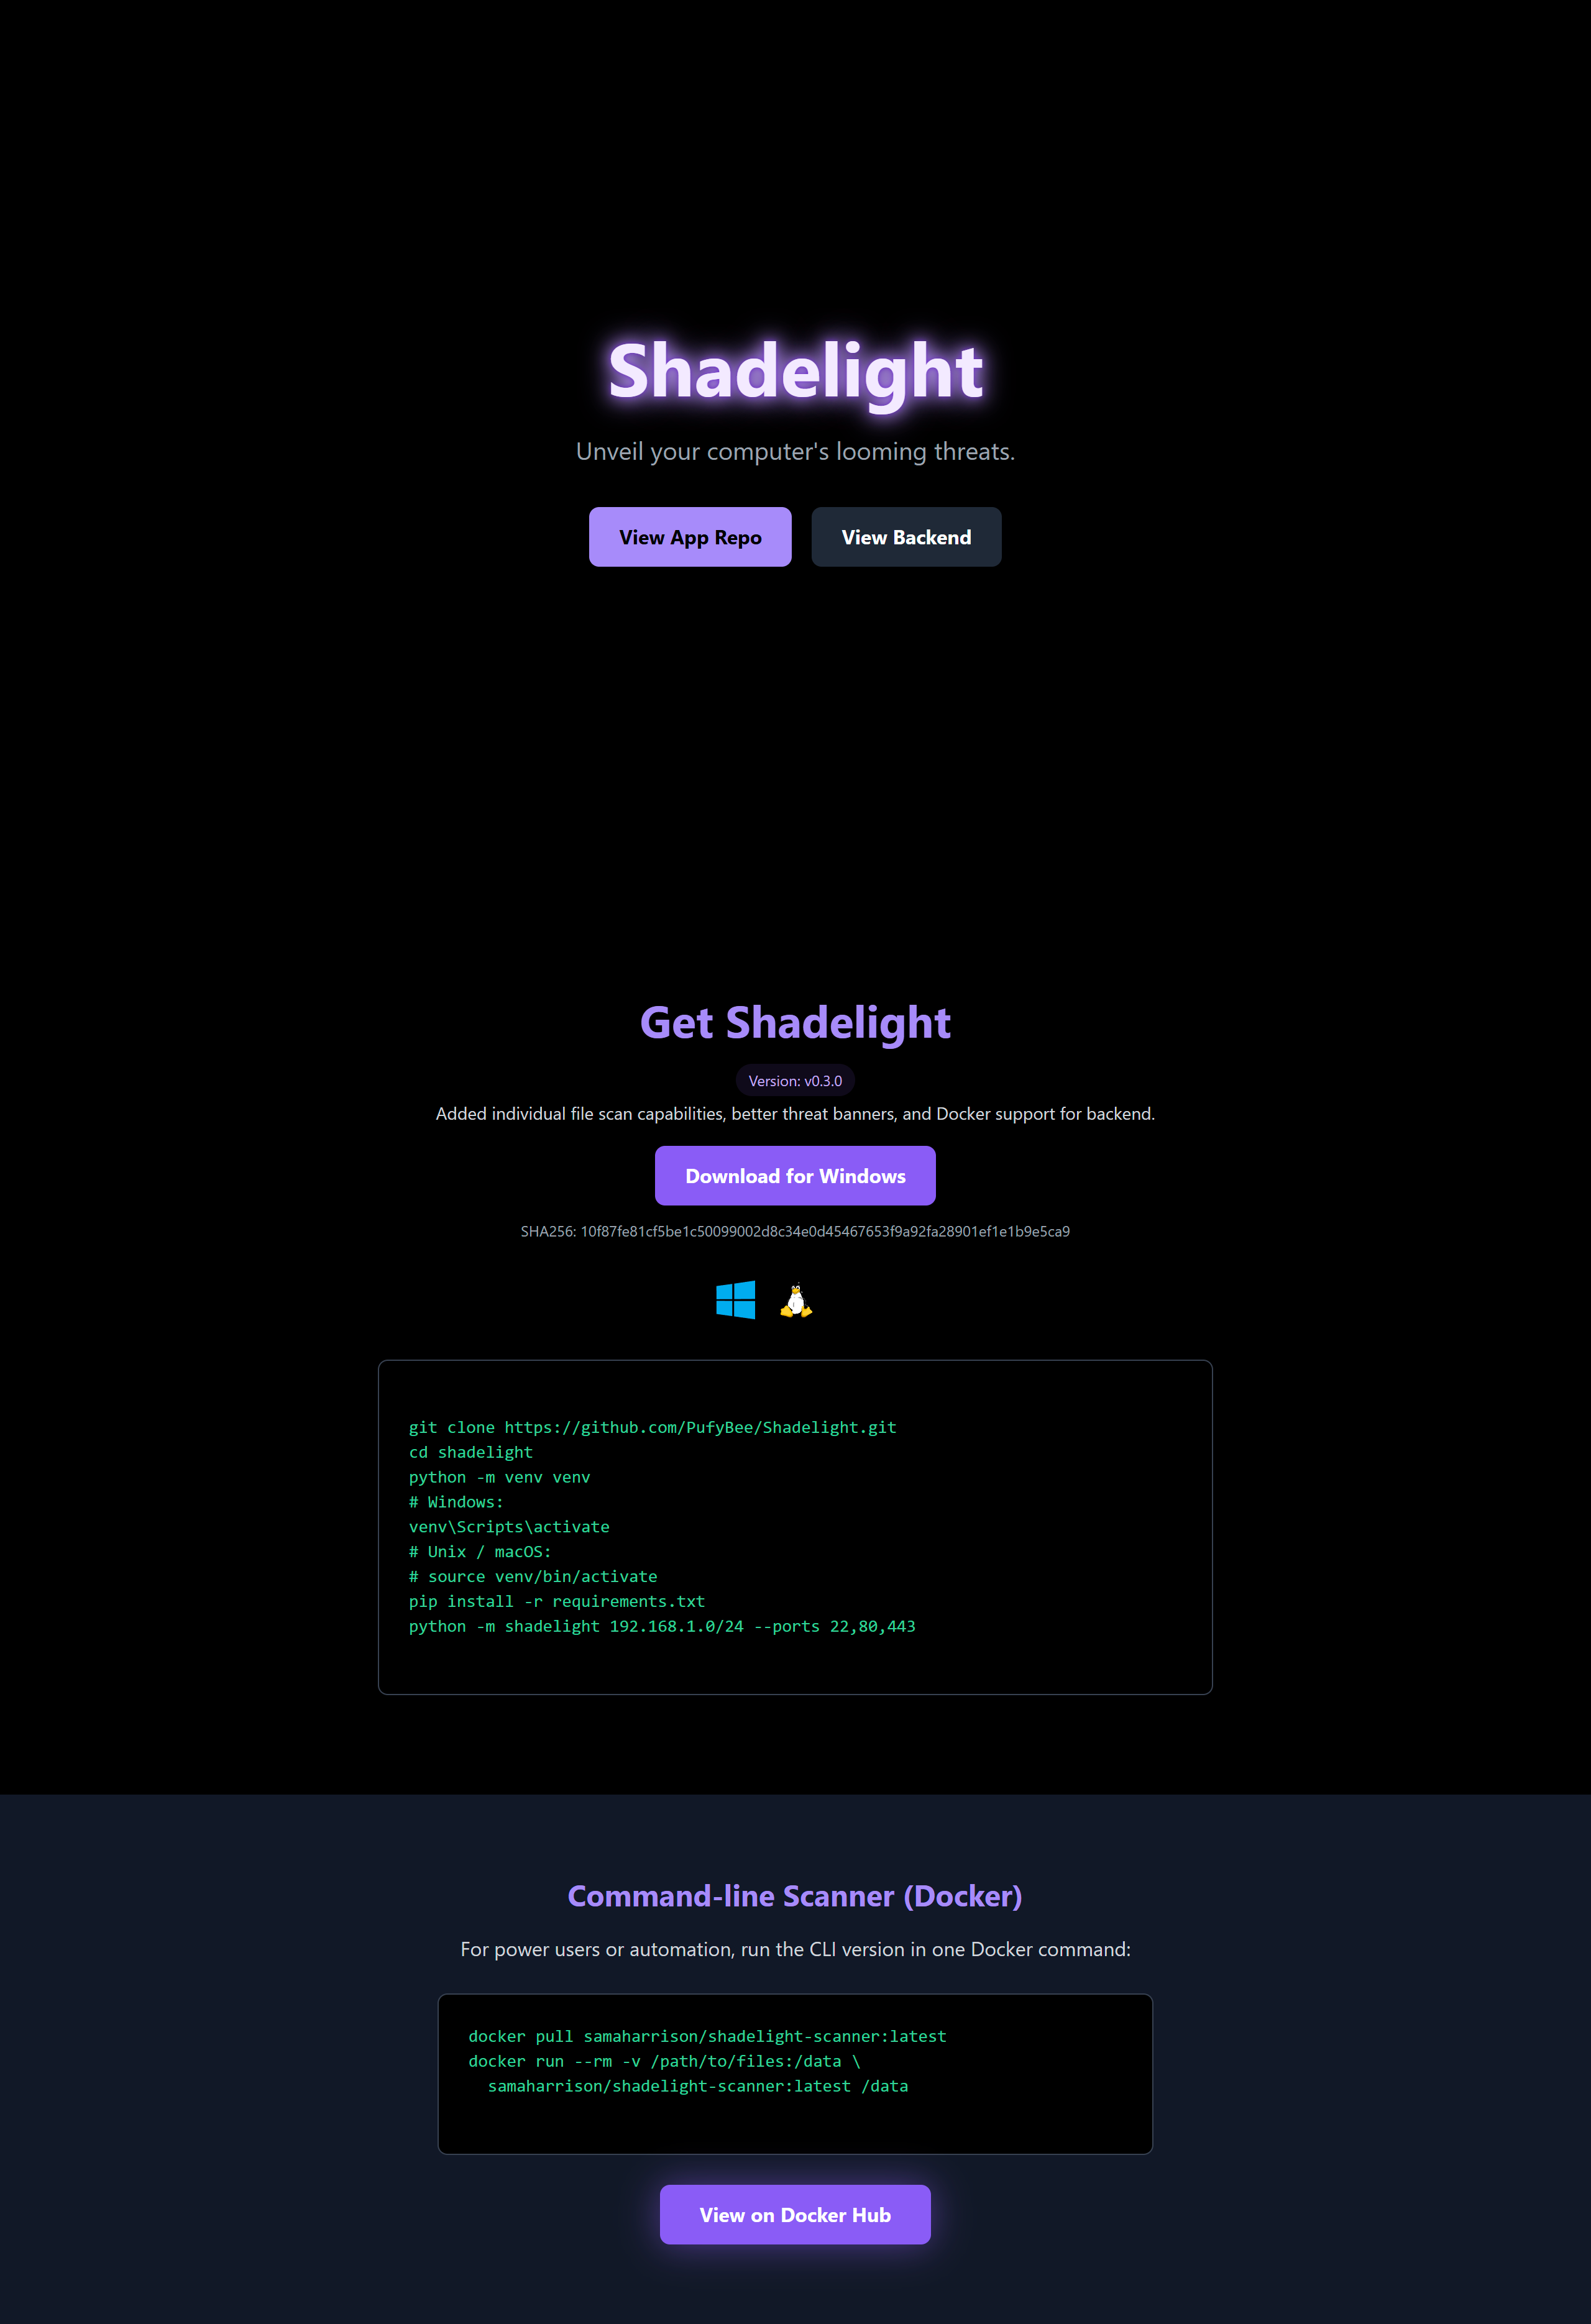 Shadelight
Unveil your computer's looming threats.
View App Repo
View Backend
Get Shadelight
Version: v0.3.0
Added individual file scan capabilities, better threat banners, and Docker support for backend.
Download for Windows
SHA256: 10f87fe81cf5be1c50099002d8c34e0d45467653f9a92fa28901ef1e1b9e5ca9
git clone https://github.com/PufyBee/Shadelight.git
cd shadelight
python -m venv venv
# Windows:
venv\Scripts\activate
# Unix / macOS:
# source venv/bin/activate
pip install -r requirements.txt
python -m shadelight 192.168.1.0/24 --ports 22,80,443
Command-line Scanner (Docker)
For power users or automation, run the CLI version in one Docker command:
docker pull samaharrison/shadelight-scanner:latest
docker run --rm -v /path/to/files:/data \
  samaharrison/shadelight-scanner:latest /data
View on Docker Hub